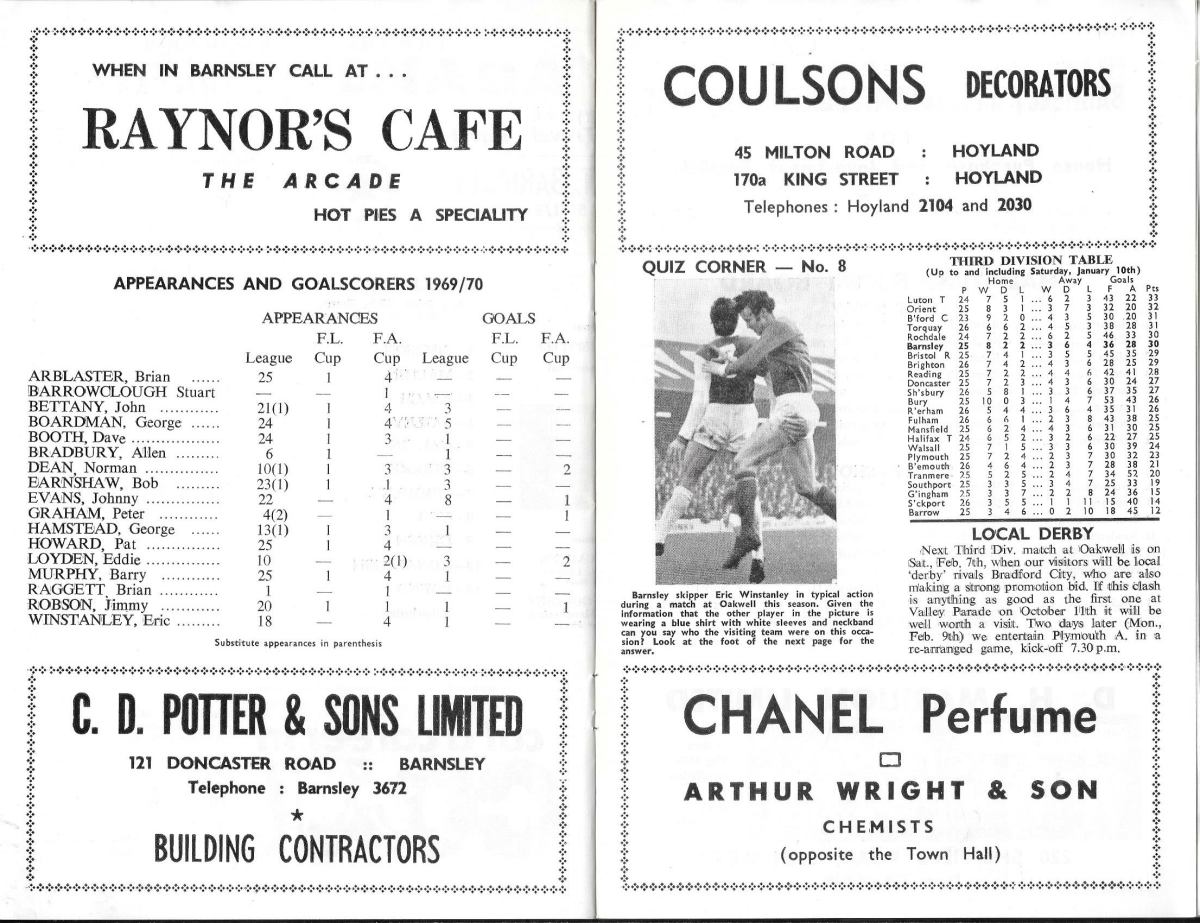 WHEN IN BARNSLEY CALL AT . . .
RAYNOR'S CAFE
THE ARCADE
HOT PIES A SPECIALITY
APPEARANCES AND GOALSCORERS 1969/70
APPEARANCES GOALS
F.L. F.A. F.L. F.A.
League Cup Cup League Cup Cup
ARBLASTER, Brian ...... 25 1 4 — — —
BARROWCLOUGH Stuart — — 1 — — —
BETTANY, John ............ 21(1) 1 4 3 — —
BOARDMAN, George ...... 24 1 4 5 — —
BOOTH, Dave .................. 24 1 3 1 — —
BRADBURY, Allen ...... 6 1 — 1 — —
DEAN, Norman ............... 10(1) 1 3 3 — 2
EARNSHAW, Bob ............ 23(1) 1 1 3 — —
EVANS, Johnny ............... 22 — 4 8 — 1
GRAHAM, Peter ............ 4(2) — 1 — — 1
HAMSTEAD, George ...... 13(1) 1 3 1 — —
HOWARD, Pat ............... 25 1 4 — — —
LOYDEN, Eddie ............... 10 — 2(1) 3 — 2
MURPHY, Barry ............ 25 1 4 1 — —
RAGGETT, Brian ............ 1 — 1 — — —
ROBSON, Jimmy ............ 20 1 1 1 — 1
WINSTANLEY, Eric ......... 18 — 4 1 — —
Substitute appearances in parenthesis
C. D. POTTER & SONS LIMITED
121 DONCASTER ROAD :: BARNSLEY
Telephone : Barnsley 3672
★
BUILDING CONTRACTORS
COULSONS DECORATORS
45 MILTON ROAD : HOYLAND
170a KING STREET : HOYLAND
Telephones : Hoyland 2104 and 2030
QUIZ CORNER — No. 8
Barnsley skipper Eric Winstanley in typical action
during a match at Oakwell this season. Given the
information that the other player in the picture is
wearing a blue shirt with white sleeves and neckband
can you say who the visiting team were on this occa-
sion? Look at the foot of the next page for the
answer.
THIRD DIVISION TABLE
(Up to and including Saturday, January 10th)
Home Away Goals
P W D L W D L F A Pts
Luton T 24 7 5 1 ... 6 2 3 43 22 33
Orient 25 8 3 1 ... 3 7 3 32 20 32
B'ford C 23 9 2 0 ... 4 3 5 30 20 31
Torquay 26 6 6 2 ... 4 5 3 38 28 31
Rochdale 24 7 2 2 ... 6 2 5 46 33 30
Barnsley 25 8 2 2 ... 3 6 4 36 28 30
Bristol R 25 7 4 1 ... 3 5 5 45 35 29
Brighton 26 7 4 2 ... 4 3 6 28 25 29
Reading 25 7 2 2 ... 4 4 6 42 41 28
Doncaster 25 7 2 3 ... 4 3 6 30 24 27
Sh'sbury 26 5 8 1 ... 3 3 6 37 35 27
Bury 25 10 0 3 ... 1 4 7 53 43 26
R'erham 26 5 4 4 ... 3 6 4 35 31 26
Fulham 26 6 6 1 ... 2 3 8 43 38 25
Mansfield 25 6 2 4 ... 4 3 6 31 30 25
Halifax T 24 6 5 2 ... 3 2 6 22 27 25
Walsall 25 7 1 5 ... 3 3 6 30 39 24
Plymouth 25 7 2 4 ... 2 3 7 30 32 23
B'emouth 26 4 6 4 ... 2 3 7 28 38 21
Tranmere 25 5 2 5 ... 2 4 7 34 52 20
Southport 25 3 3 5 ... 3 4 7 25 33 19
G'ingham 25 3 3 7 ... 2 2 8 24 36 15
S'ckport 26 3 5 5 ... 1 1 11 15 40 14
Barrow 25 3 4 6 ... 0 2 10 18 45 12
LOCAL DERBY
Next Third Div. match at Oakwell is on
Sat., Feb. 7th, when our visitors will be local
'derby' rivals Bradford City, who are also
making a strong promotion bid. If this clash
is anything as good as the first one at
Valley Parade on October 11th it will be
well worth a visit. Two days later (Mon.,
Feb. 9th) we entertain Plymouth A. in a
re-arranged game, kick-off 7.30 p.m.
CHANEL Perfume
ARTHUR WRIGHT & SON
CHEMISTS
(opposite the Town Hall)